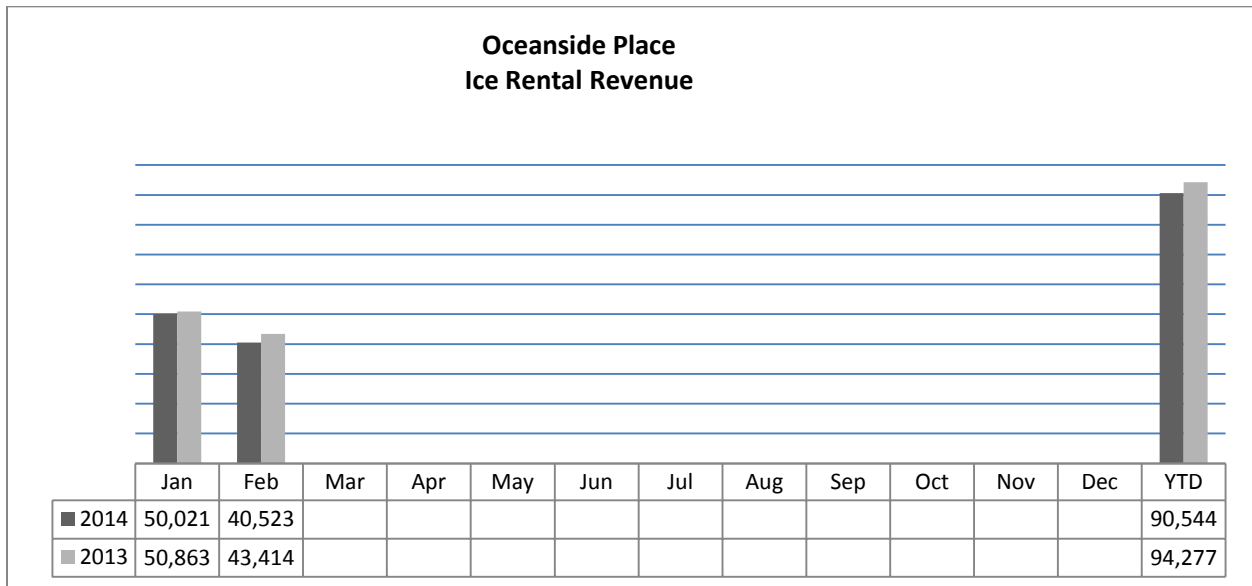 Oceanside Place
Ice Rental Revenue
Jan Feb Mar Apr May Jun Jul Aug Sep Oct Nov Dec YTD
2014 50,021 40,523 90,544
2013 50,863 43,414 94,277